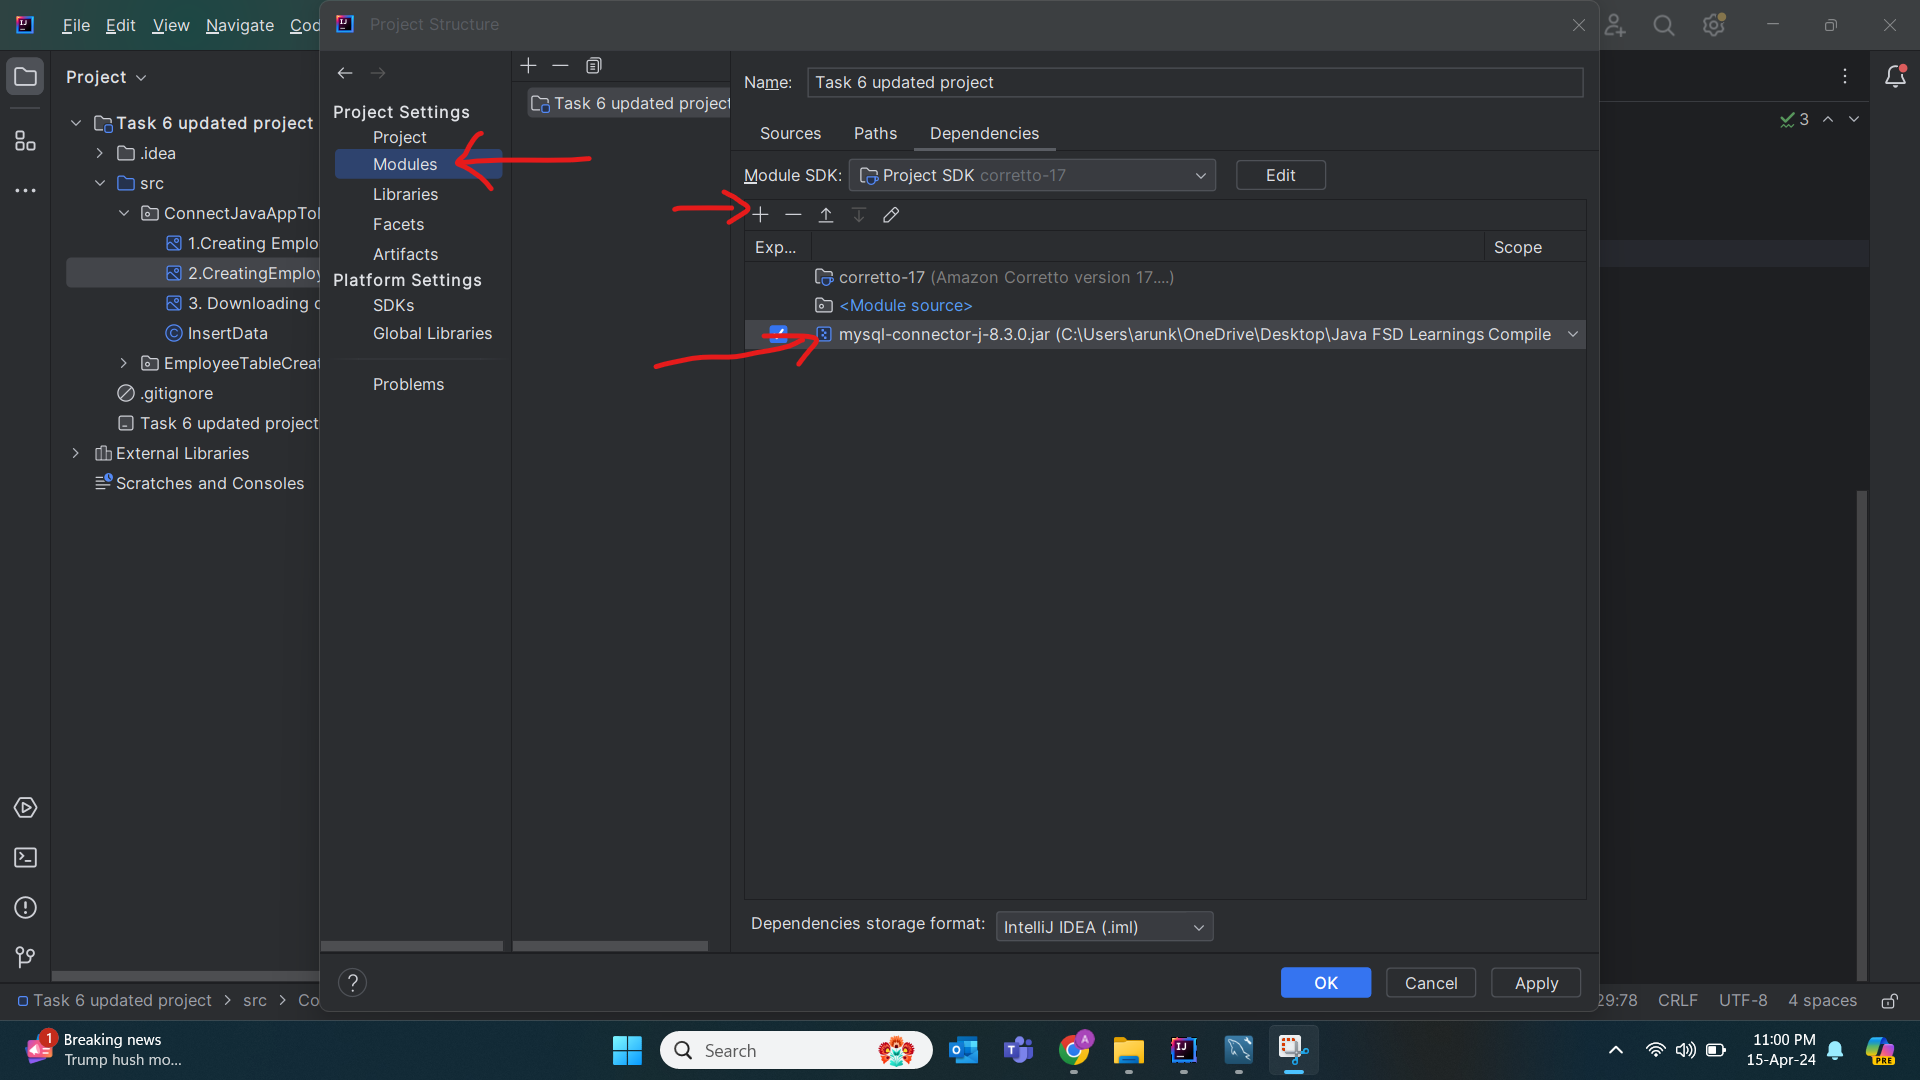 File Edit View Navigate Cod
Project Structure
Project
Task 6 updated project
.idea
src
ConnectJavaAppTo
1.Creating Emplo
2.CreatingEmploy
3. Downloading
InsertData
EmployeeTableCreat
.gitignore
Task 6 updated project
External Libraries
Scratches and Consoles
Project Settings
Project
Modules
Libraries
Facets
Artifacts
Platform Settings
SDKs
Global Libraries
Problems
Task 6 updated project
Name: Task 6 updated project
Sources Paths Dependencies
Module SDK: Project SDK corretto-17 Edit
Exp... Scope
corretto-17 (Amazon Corretto version 17....)
<Module source>
mysql-connector-j-8.3.0.jar (C:\Users\arunk\OneDrive\Desktop\Java FSD Learnings Compile
Dependencies storage format: IntelliJ IDEA (.iml)
? OK Cancel Apply
3
Task 6 updated project > src > Co
29:78 CRLF UTF-8 4 spaces
1
Breaking news
Trump hush mo...
Search
A
PRE
11:00 PM
15-Apr-24